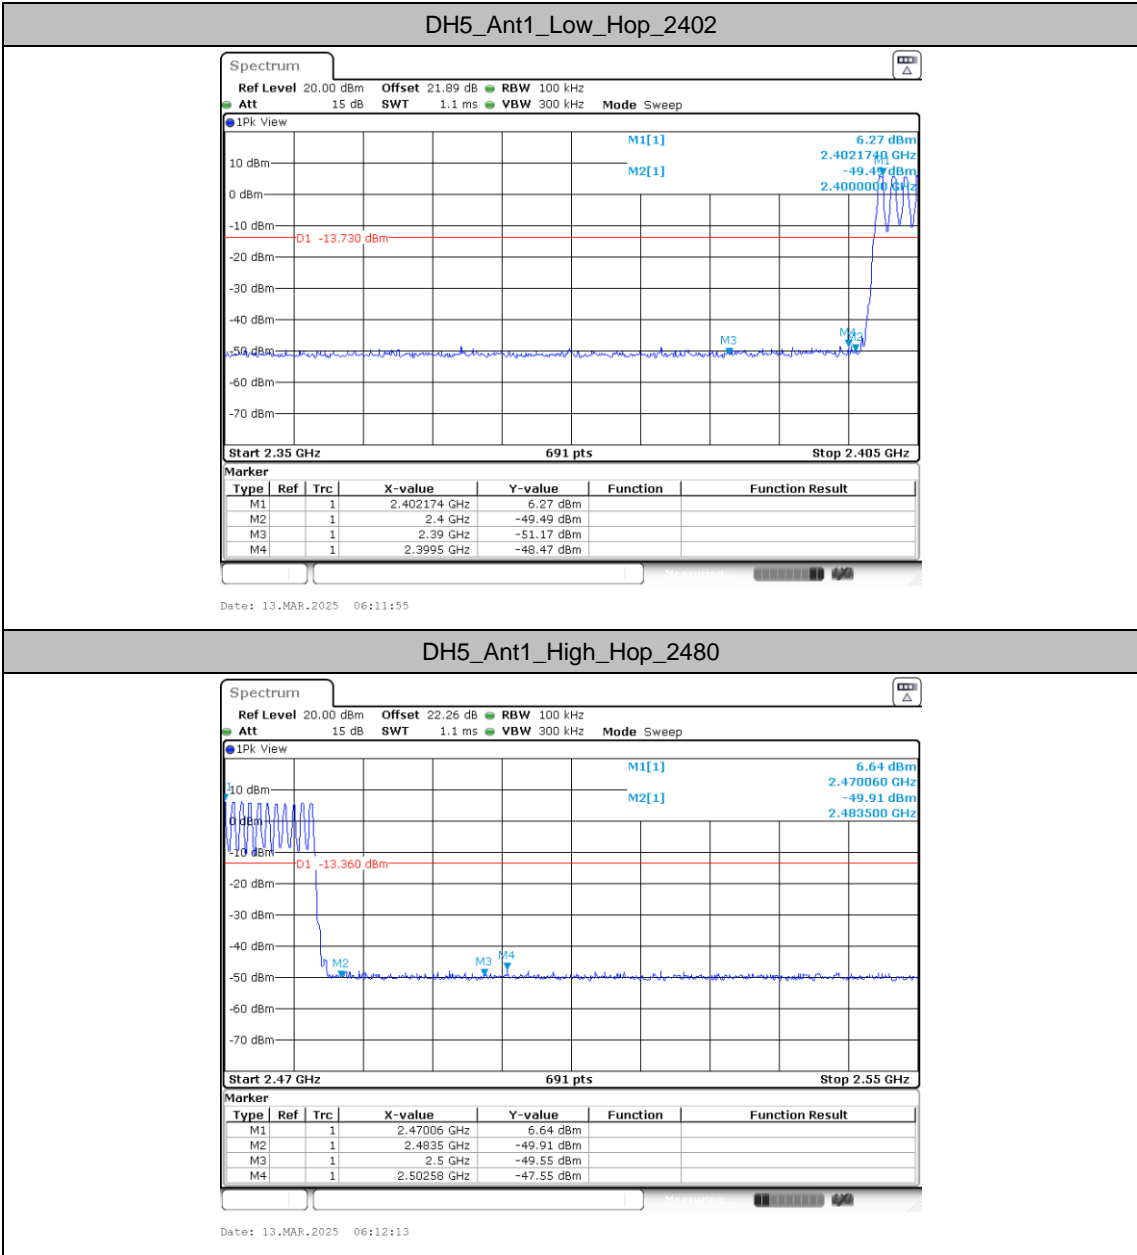 DH5_Ant1_Low_Hop_2402
Spectrum
Ref Level 20.00 dBm Offset 21.89 dB RBW 100 kHz
Att 15 dB SWT 1.1 ms VBW 300 kHz Mode Sweep
1Pk View
M1[1] 6.27 dBm
2.4021740 GHz
M2[1] -49.49 dBm
2.4000000 GHz
M1
10 dBm
0 dBm
-10 dBm
D1 -13.730 dBm
-20 dBm
-30 dBm
-40 dBm
M3 M4 M2
-50 dBm
-60 dBm
-70 dBm
Start 2.35 GHz 691 pts Stop 2.405 GHz
Marker
Type Ref Trc X-value Y-value Function Function Result
M1 1 2.402174 GHz 6.27 dBm
M2 1 2.4 GHz -49.49 dBm
M3 1 2.39 GHz -51.17 dBm
M4 1 2.3995 GHz -48.47 dBm
Measuring...
Date: 13.MAR.2025 06:11:55
DH5_Ant1_High_Hop_2480
Spectrum
Ref Level 20.00 dBm Offset 22.26 dB RBW 100 kHz
Att 15 dB SWT 1.1 ms VBW 300 kHz Mode Sweep
1Pk View
M1[1] 6.64 dBm
2.470060 GHz
M2[1] -49.91 dBm
2.483500 GHz
10 dBm
0 dBm
-10 dBm
D1 -13.360 dBm
-20 dBm
-30 dBm
-40 dBm
M2 M3 M4
-50 dBm
-60 dBm
-70 dBm
Start 2.47 GHz 691 pts Stop 2.55 GHz
Marker
Type Ref Trc X-value Y-value Function Function Result
M1 1 2.47006 GHz 6.64 dBm
M2 1 2.4835 GHz -49.91 dBm
M3 1 2.5 GHz -49.55 dBm
M4 1 2.50258 GHz -47.55 dBm
Measuring...
Date: 13.MAR.2025 06:12:13